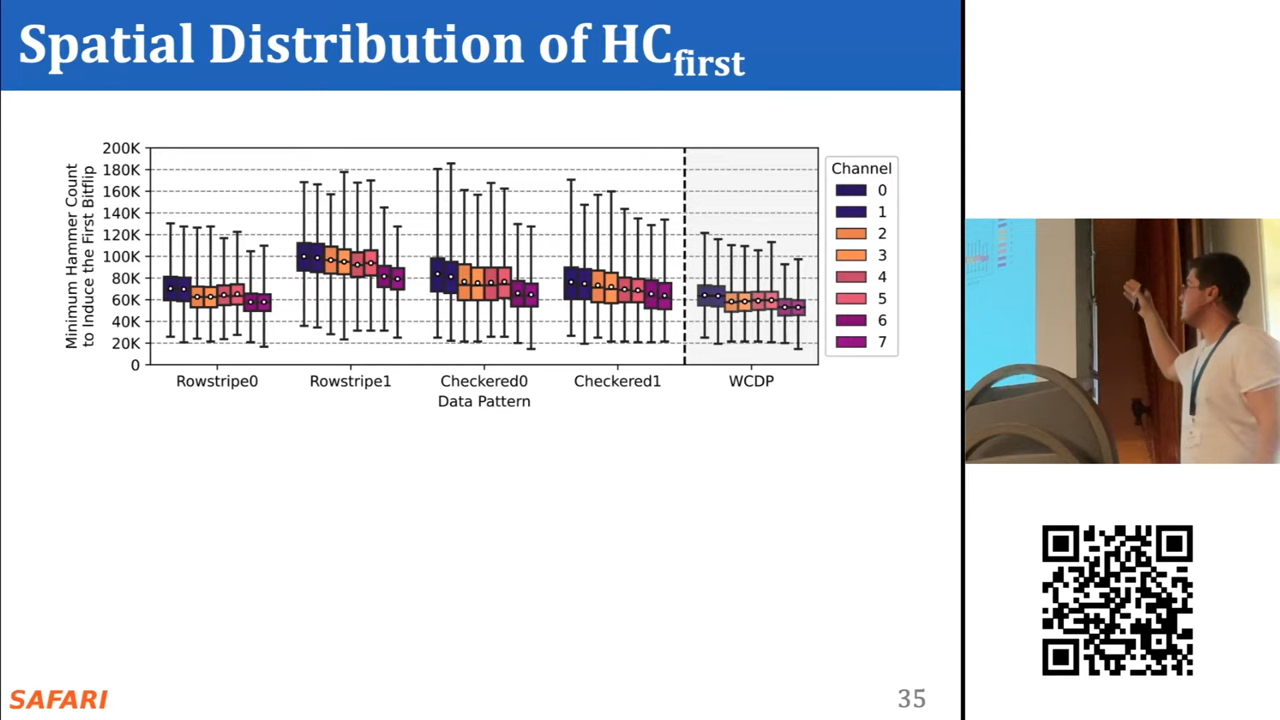 Spatial Distribution of HCfirst
Minimum Hammer Count
to Induce the First Bitflip
200K
180K
160K
140K
120K
100K
80K
60K
40K
20K
0
Rowstripe0
Rowstripe1
Checkered0
Checkered1
WCDP
Data Pattern
Channel
0
1
2
3
4
5
6
7
SAFARI
35